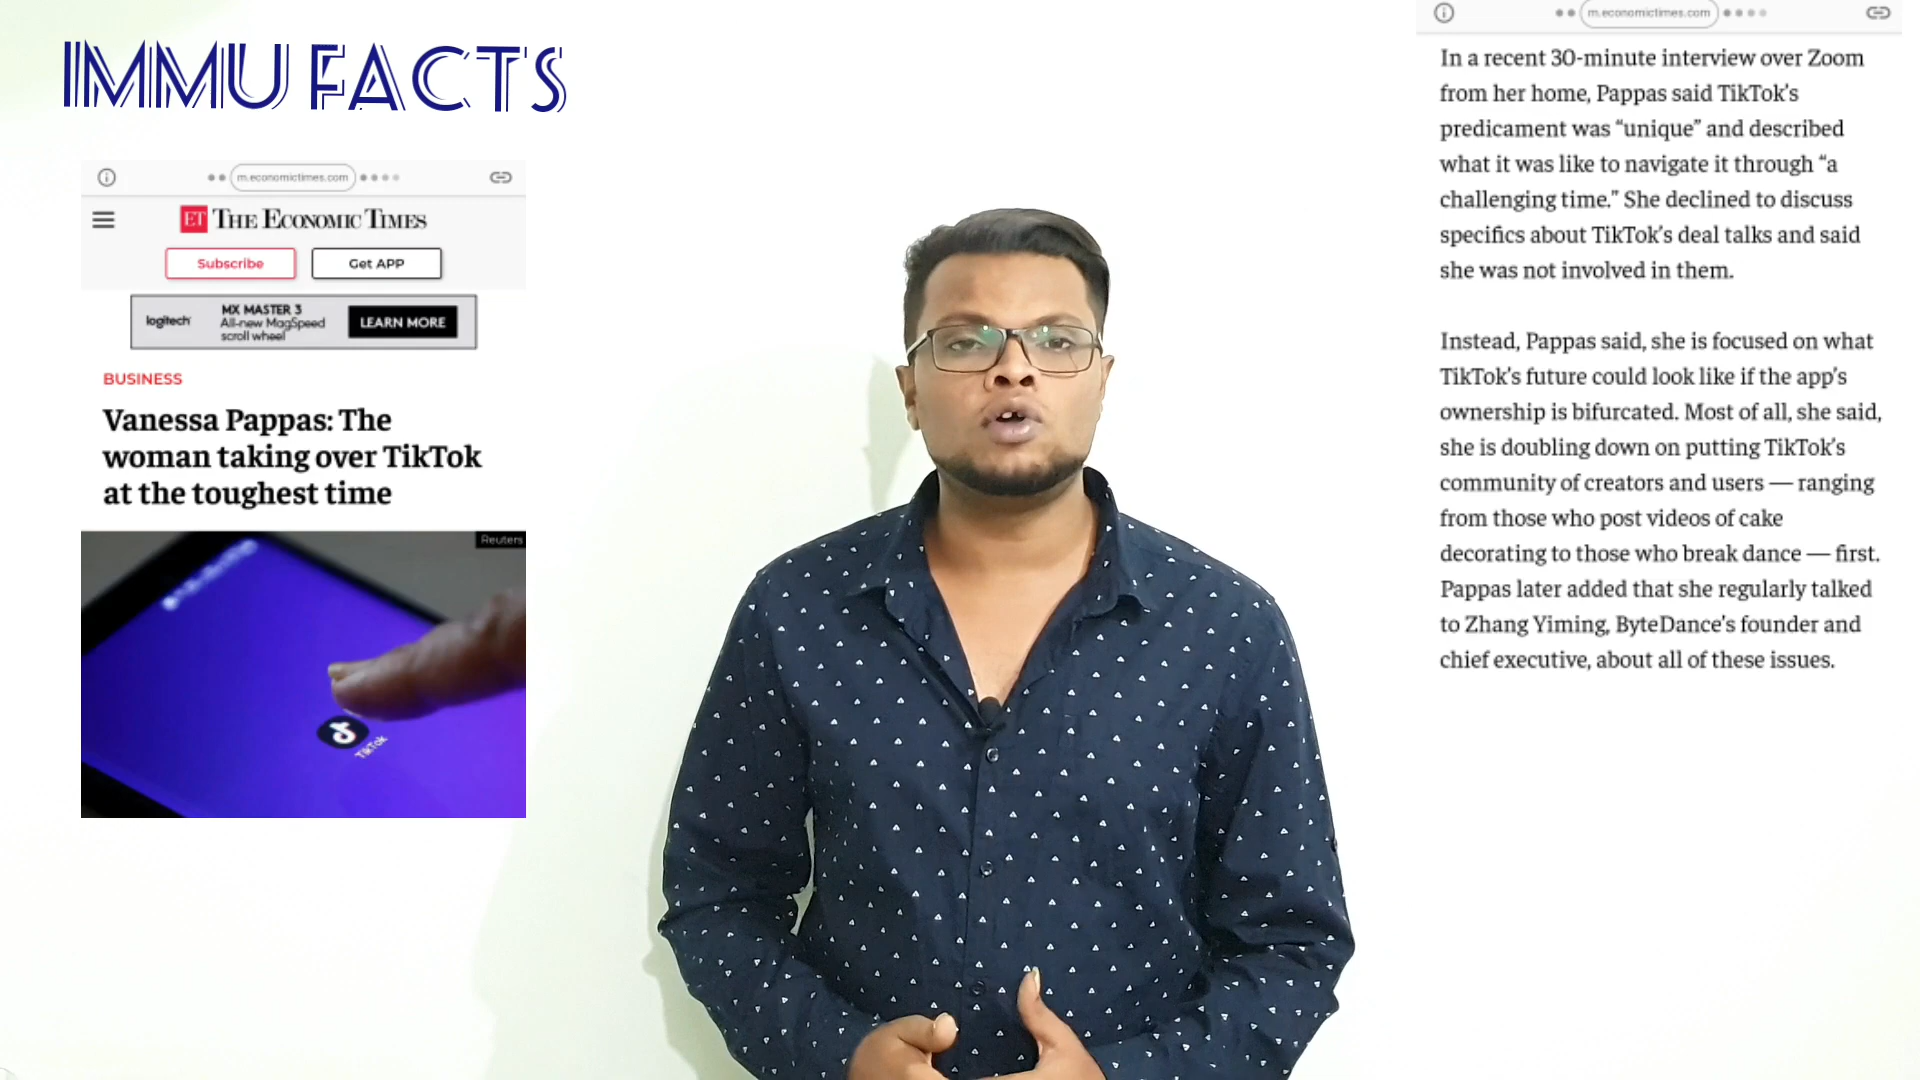 IMMU FACTS
m.economictimes.com
ET THE ECONOMIC TIMES
Subscribe
Get APP
logitech
MX MASTER 3
All-new MagSpeed
scroll wheel
LEARN MORE
BUSINESS
Vanessa Pappas: The
woman taking over TikTok
at the toughest time
Reuters
TikTok
m.economictimes.com
In a recent 30-minute interview over Zoom
from her home, Pappas said TikTok’s
predicament was “unique” and described
what it was like to navigate it through “a
challenging time.” She declined to discuss
specifics about TikTok’s deal talks and said
she was not involved in them.
Instead, Pappas said, she is focused on what
TikTok’s future could look like if the app’s
ownership is bifurcated. Most of all, she said,
she is doubling down on putting TikTok’s
community of creators and users — ranging
from those who post videos of cake
decorating to those who break dance — first.
Pappas later added that she regularly talked
to Zhang Yiming, ByteDance’s founder and
chief executive, about all of these issues.